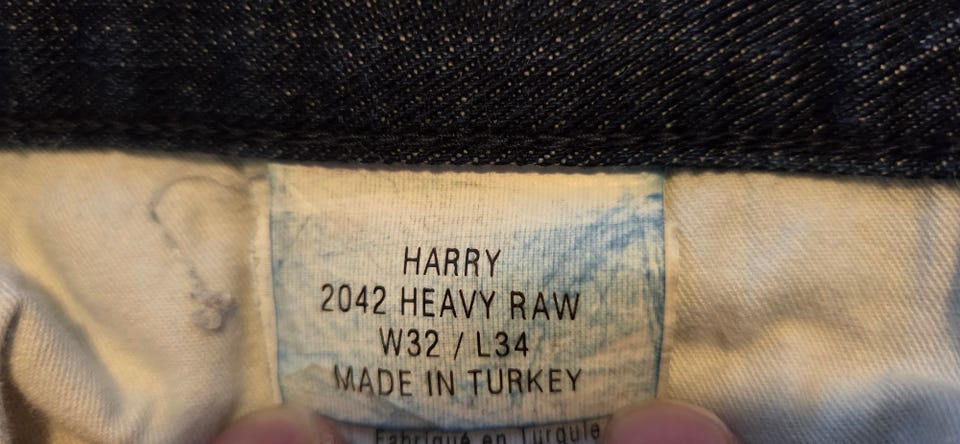 HARRY
2042 HEAVY RAW
W32 / L34
MADE IN TURKEY
Fabriqué en Turquie